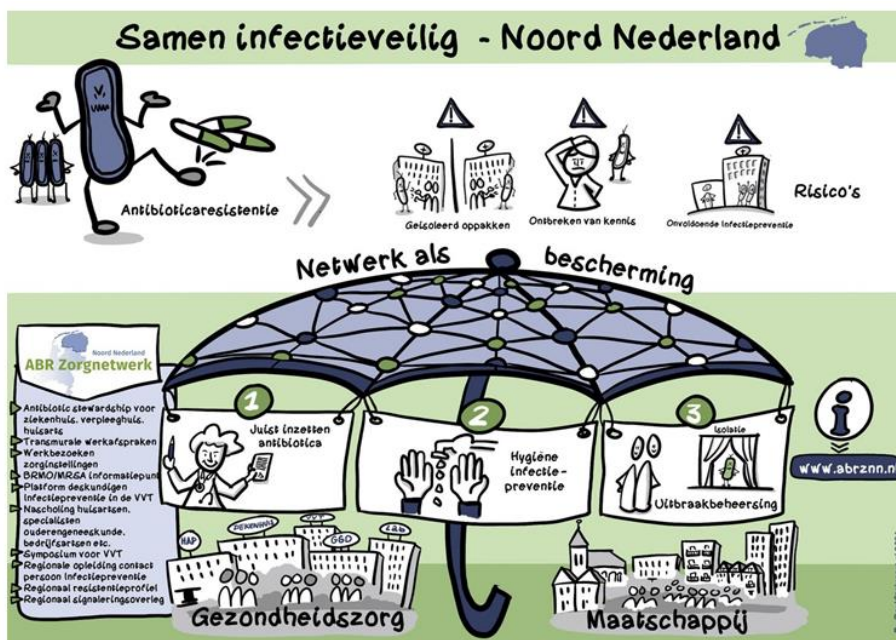 Samen infectieveilig - Noord Nederland
Antibioticaresistentie
Geïsoleerd oppakken
Ontbreken van kennis
Onvoldoende infectiepreventie
Risico's
Netwerk als bescherming
Noord Nederland
ABR Zorgnetwerk
Antibiotic stewardship voor
ziekenhuis, verpleeghuis,
huisarts
Transmurale werkafspraken
Werkbezoeken
zorginstellingen
BRMO/MRSA informatiepunt
Platform deskundigen
Infectiepreventie in de VVT
Nascholing huisartsen,
specialisten
ouderengeneeskunde,
bedrijfsartsen etc.
Symposium voor VVT
Regionale opleiding contact
persoon Infectiepreventie
Regionaal resistentieprofiel
Regionaal signaleringsoverleg
1
Juist inzetten
antibiotica
2
Hygiëne
infectie-
preventie
3
Isolatie
Uitbraakbeheersing
i
www.abrznn.nl
HAP
ZIEKENHUIS
VVT
GGD
Lab
Gezondheidszorg
Maatschappij